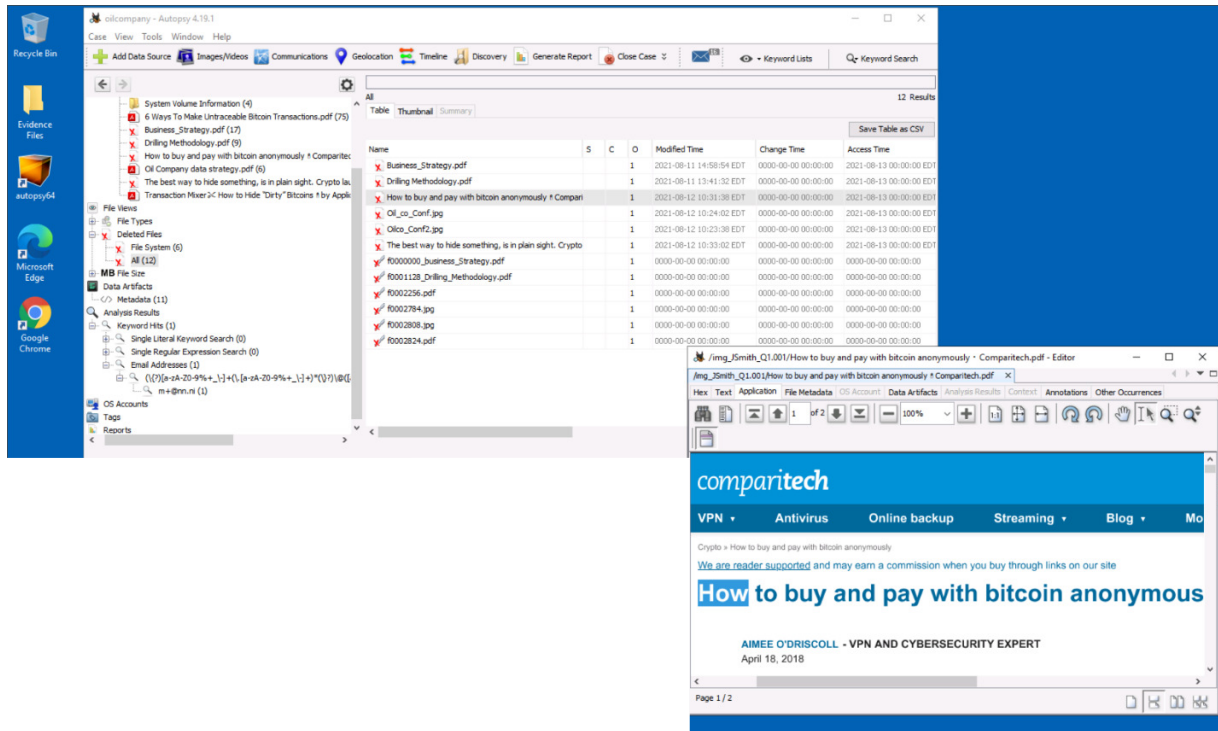 Recycle Bin
Evidence
Files
autopsy64
Microsoft
Edge
Google
Chrome
oilcompany - Autopsy 4.19.1
Case View Tools Window Help
Add Data Source Images/Videos Communications Geolocation Timeline Discovery Generate Report Close Case Keyword Lists Keyword Search
System Volume Information (4)
6 Ways To Make Untraceable Bitcoin Transactions.pdf (75)
Business_Strategy.pdf (17)
Drilling Methodology.pdf (9)
How to buy and pay with bitcoin anonymously • Comparitec
Oil Company data strategy.pdf (6)
The best way to hide something, is in plain sight. Crypto lau
Transaction Mixer How to Hide "Dirty" Bitcoins by Applic
File Views
File Types
Deleted Files
File System (6)
All (12)
MB File Size
Data Artifacts
Metadata (11)
Analysis Results
Keyword Hits (1)
Single Literal Keyword Search (0)
Single Regular Expression Search (0)
Email Addresses (1)
(\{?)[a-zA-Z0-9%+_\-]+(\.[a-zA-Z0-9%+_\-]+)*(\}?)\@([
m+@nn.ni (1)
OS Accounts
Tags
Reports
All
12 Results
Table Thumbnail Summary
Save Table as CSV
Name S C O Modified Time Change Time Access Time
Business_Strategy.pdf 1 2021-08-11 14:58:54 EDT 0000-00-00 00:00:00 2021-08-13 00:00:00 EDT
Drilling Methodology.pdf 1 2021-08-11 13:41:32 EDT 0000-00-00 00:00:00 2021-08-13 00:00:00 EDT
How to buy and pay with bitcoin anonymously • Compari 1 2021-08-12 10:31:38 EDT 0000-00-00 00:00:00 2021-08-13 00:00:00 EDT
Oil_co_Conf.jpg 1 2021-08-12 10:24:02 EDT 0000-00-00 00:00:00 2021-08-13 00:00:00 EDT
Oilco_Conf2.jpg 1 2021-08-12 10:23:38 EDT 0000-00-00 00:00:00 2021-08-13 00:00:00 EDT
The best way to hide something, is in plain sight. Crypto 1 2021-08-12 10:33:02 EDT 0000-00-00 00:00:00 2021-08-13 00:00:00 EDT
f0000000_business_Strategy.pdf 1 0000-00-00 00:00:00 0000-00-00 00:00:00 0000-00-00 00:00:00
f0001128_Drilling_Methodology.pdf 1 0000-00-00 00:00:00 0000-00-00 00:00:00 0000-00-00 00:00:00
f0002256.pdf 1 0000-00-00 00:00:00 0000-00-00 00:00:00 0000-00-00 00:00:00
f0002784.jpg 1 0000-00-00 00:00:00 0000-00-00 00:00:00 0000-00-00 00:00:00
f0002808.jpg 1 0000-00-00 00:00:00 0000-00-00 00:00:00 0000-00-00 00:00:00
f0002824.pdf 1 0000-00-00 00:00:00 0000-00-00 00:00:00 0000-00-00 00:00:00
/img_JSmith_Q1.001/How to buy and pay with bitcoin anonymously • Comparitech.pdf - Editor
/img_JSmith_Q1.001/How to buy and pay with bitcoin anonymously • Comparitech.pdf
Hex Text Application File Metadata OS Account Data Artifacts Analysis Results Context Annotations Other Occurrences
1 of 2 100% 1:1
comparitech
VPN Antivirus Online backup Streaming Blog Mo
Crypto » How to buy and pay with bitcoin anonymously
We are reader supported and may earn a commission when you buy through links on our site
How to buy and pay with bitcoin anonymous
AIMEE O'DRISCOLL - VPN AND CYBERSECURITY EXPERT
April 18, 2018
Page 1 / 2